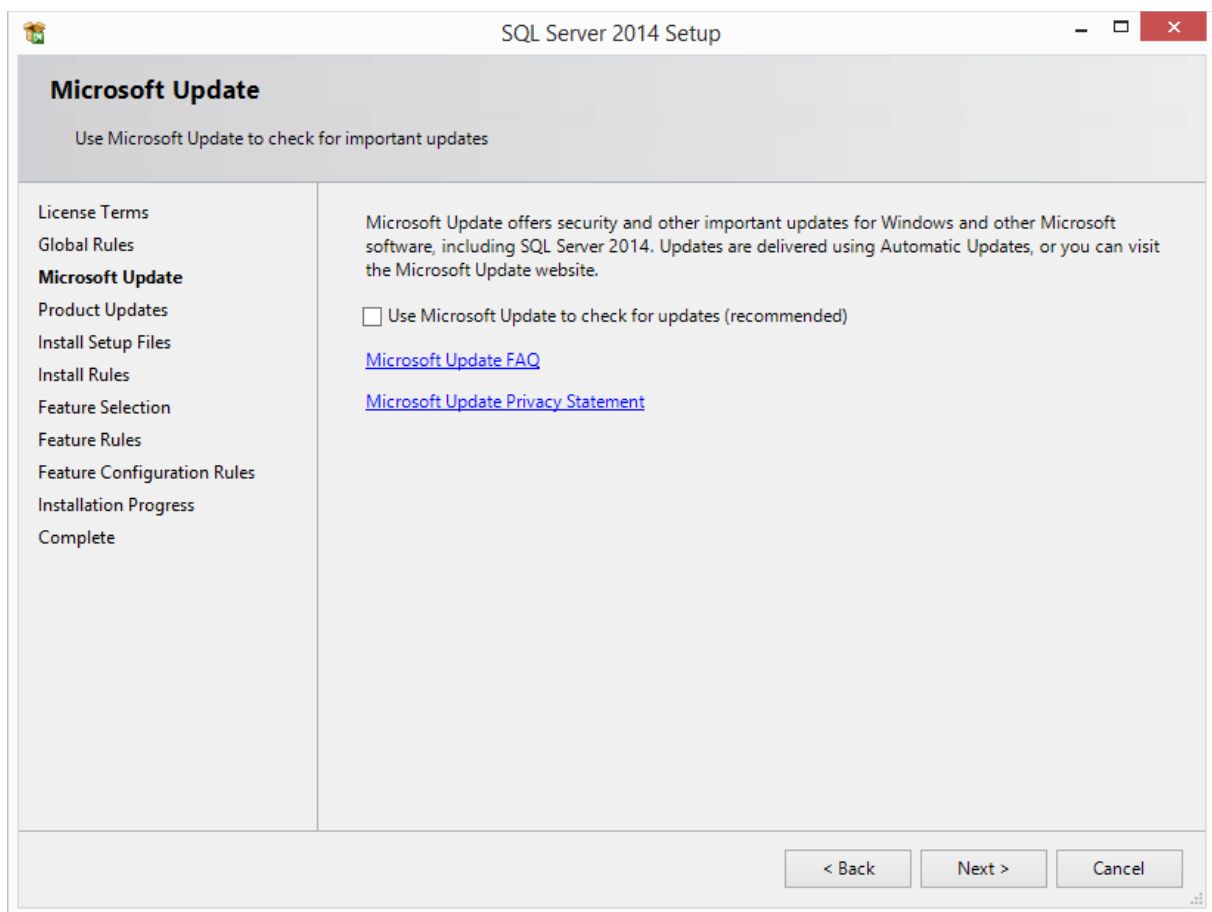 SQL Server 2014 Setup
Microsoft Update
Use Microsoft Update to check for important updates
License Terms
Global Rules
Microsoft Update
Product Updates
Install Setup Files
Install Rules
Feature Selection
Feature Rules
Feature Configuration Rules
Installation Progress
Complete
Microsoft Update offers security and other important updates for Windows and other Microsoft
software, including SQL Server 2014. Updates are delivered using Automatic Updates, or you can visit
the Microsoft Update website.
Use Microsoft Update to check for updates (recommended)
Microsoft Update FAQ
Microsoft Update Privacy Statement
< Back
Next >
Cancel